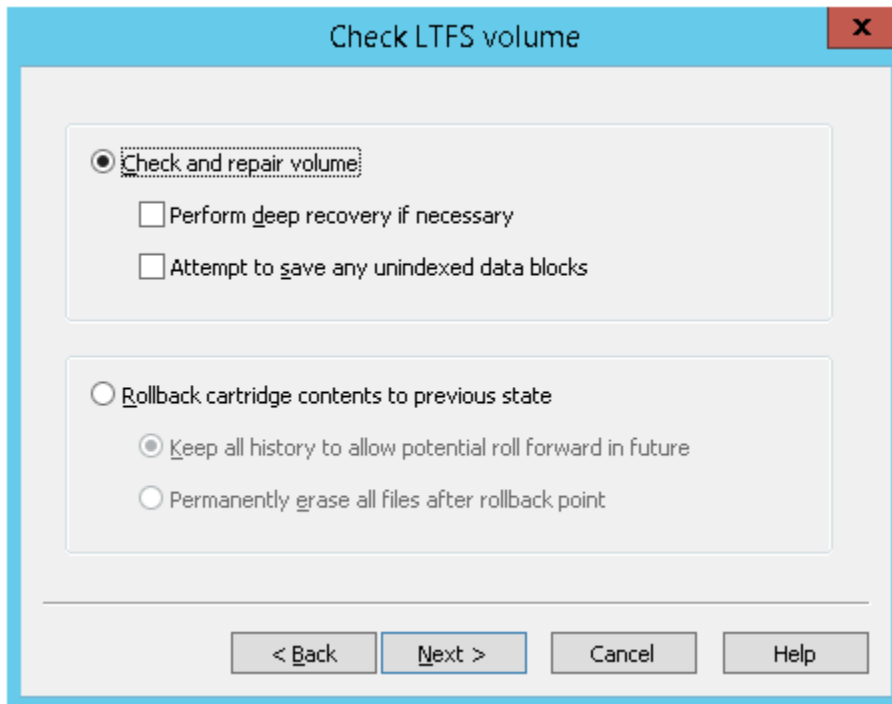 Check LTFS volume
x
Check and repair volume
Perform deep recovery if necessary
Attempt to save any unindexed data blocks
Rollback cartridge contents to previous state
Keep all history to allow potential roll forward in future
Permanently erase all files after rollback point
< Back Next > Cancel Help